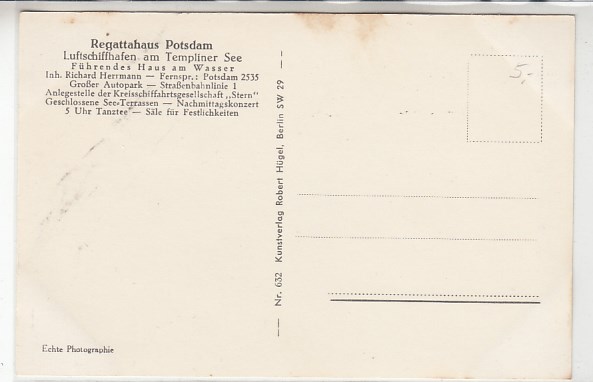 Regattahaus Potsdam
Luftschiffhafen am Templiner See
Führendes Haus am Wasser
Inh. Richard Herrmann — Fernspr.: Potsdam 2535
Großer Autopark — Straßenbahnlinie 1
Anlegestelle der Kreisschiffahrtsgesellschaft „Stern"
Geschlossene See-Terrassen — Nachmittagskonzert
5 Uhr Tanztee — Säle für Festlichkeiten
Echte Photographie
Nr. 632 Kunstverlag Robert Hügel, Berlin SW 29
5,-